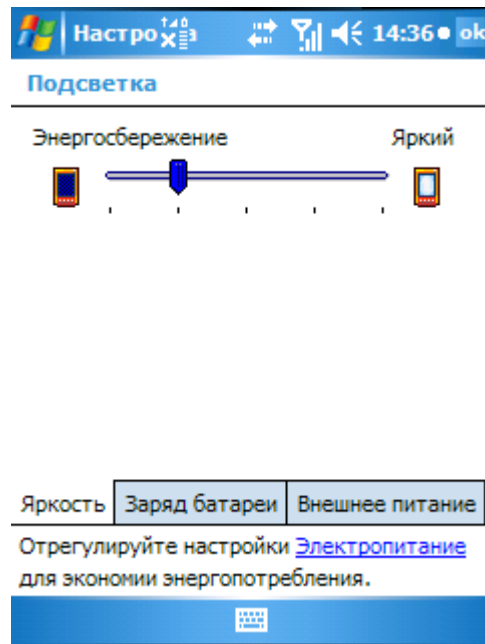 Настро 14:36 ok
Подсветка
Энергосбережение Яркий
Яркость Заряд батареи Внешнее питание
Отрегулируйте настройки Электропитание
для экономии энергопотребления.